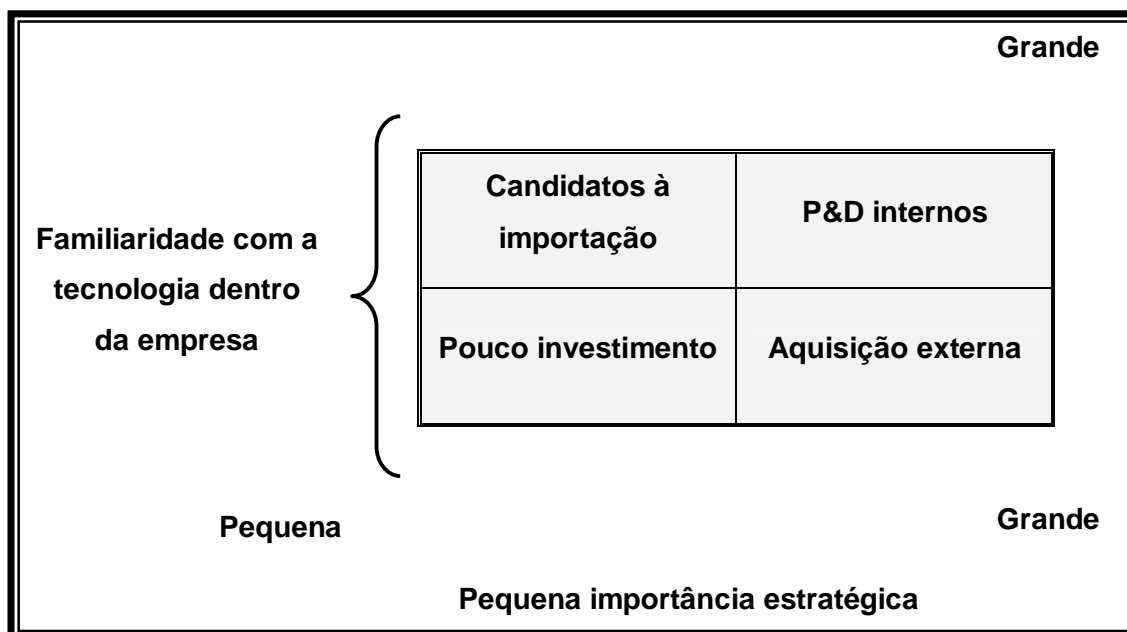 Grande
Candidatos à
importação
P&D internos
Familiaridade com a
tecnologia dentro
da empresa
Pouco investimento
Aquisição externa
Pequena
Grande
Pequena importância estratégica